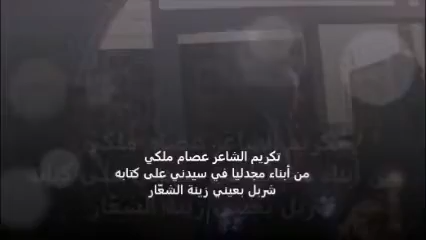 تكريم الشاعر عصام ملكي
من أبناء مجدليا في سيدني على كتابه
شربل بعيني زينة الشعّار